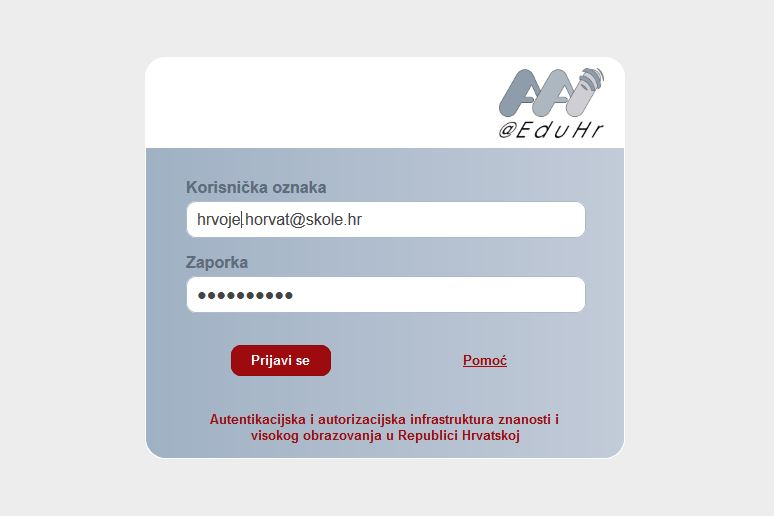 AAI
@EduHr
Korisnička oznaka
hrvoje.horvat@skole.hr
Zaporka
●●●●●●●●●●
Prijavi se
Pomoć
Autentikacijska i autorizacijska infrastruktura znanosti i
visokog obrazovanja u Republici Hrvatskoj